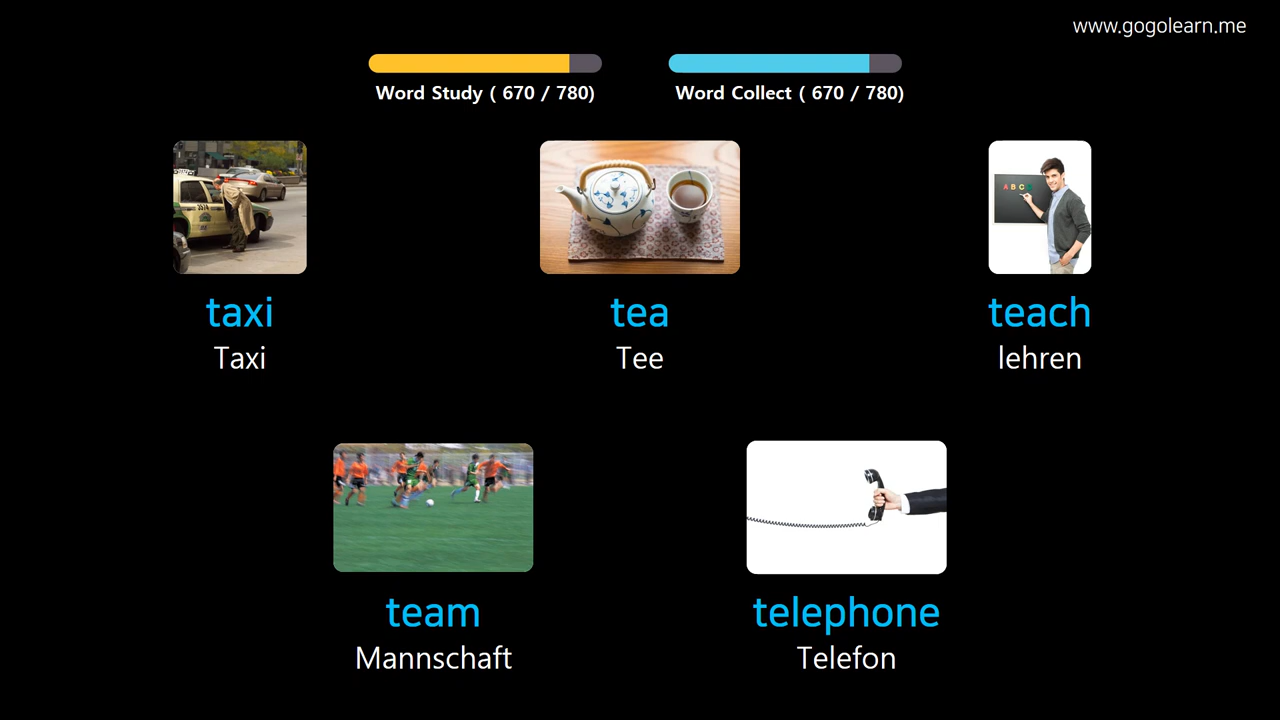 www.gogolearn.me
Word Study ( 670 / 780)
Word Collect ( 670 / 780)
taxi
Taxi
tea
Tee
teach
lehren
team
Mannschaft
telephone
Telefon